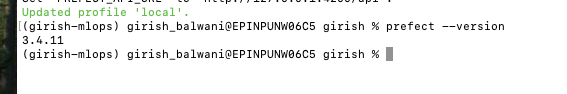 Updated profile 'local'.
(girish-mlops) girish_balwani@EPINPUNW06C5 girish % prefect --version
3.4.11
(girish-mlops) girish_balwani@EPINPUNW06C5 girish %